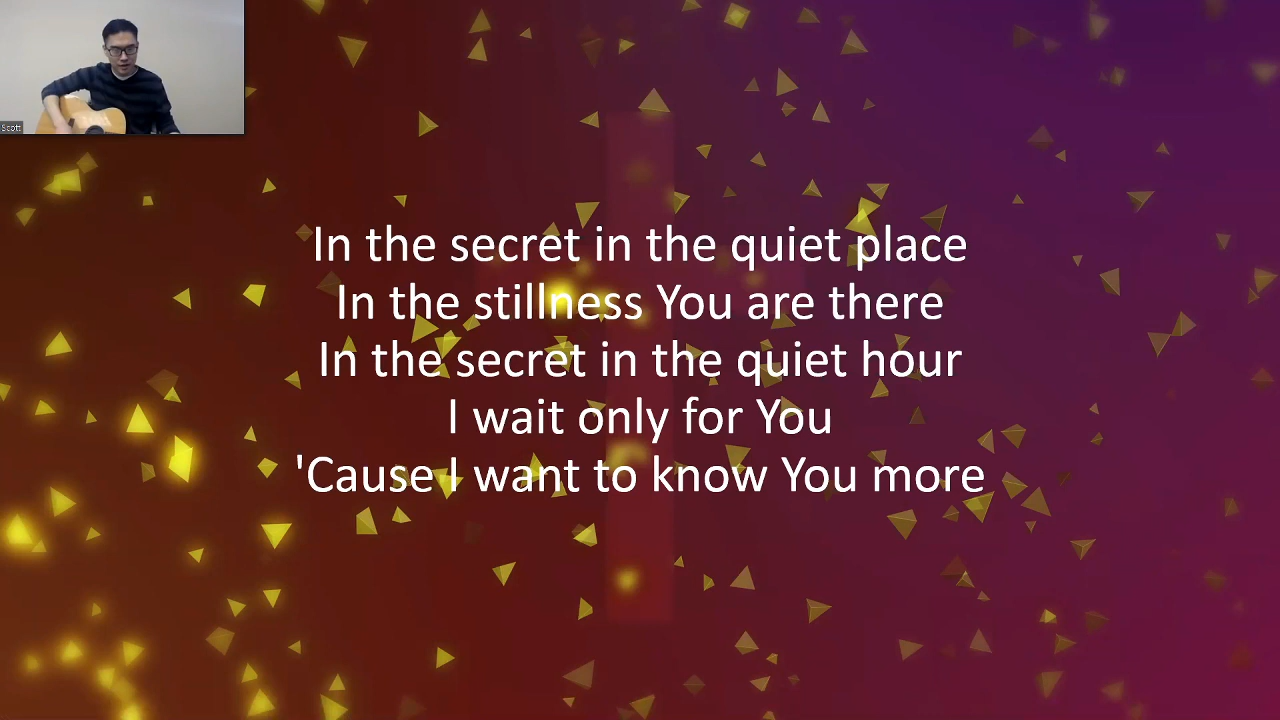 Scott
In the secret in the quiet place
In the stillness You are there
In the secret in the quiet hour
I wait only for You
'Cause I want to know You more